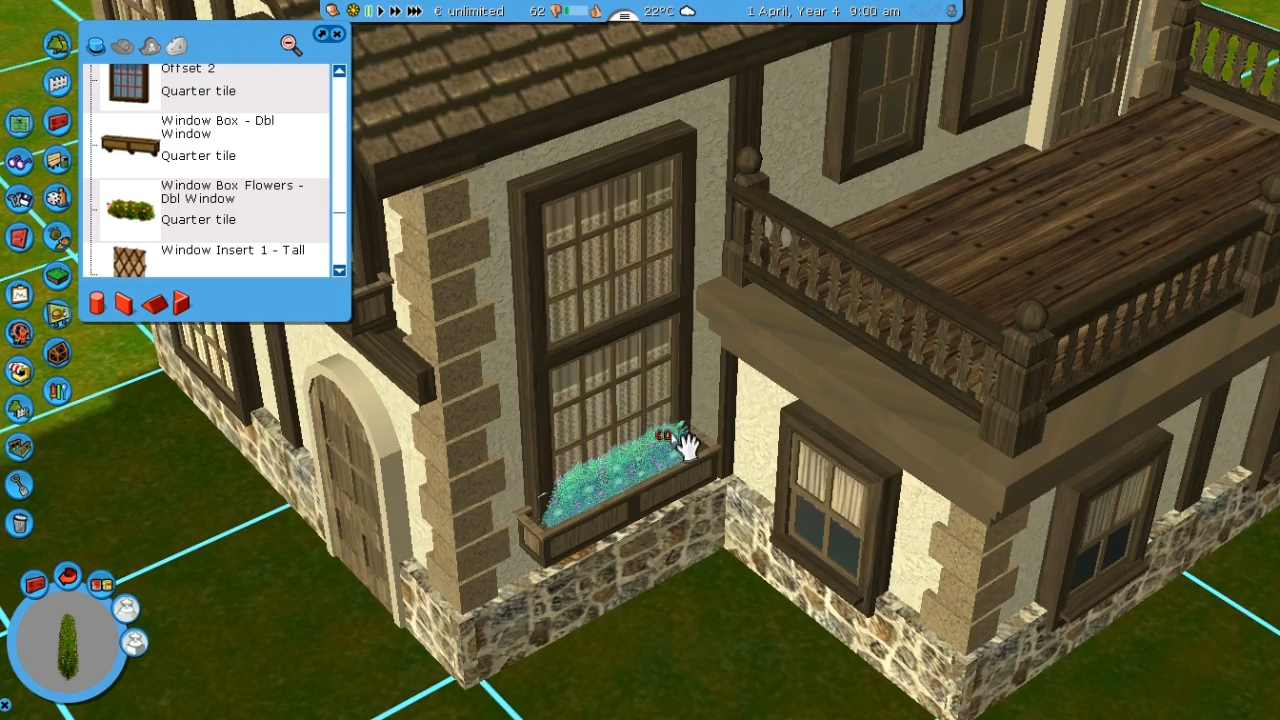 € unlimited
62
22°C
1 April, Year 4 9:00 am
Offset 2
Quarter tile
Window Box - Dbl
Window
Quarter tile
Window Box Flowers -
Dbl Window
Quarter tile
Window Insert 1 - Tall